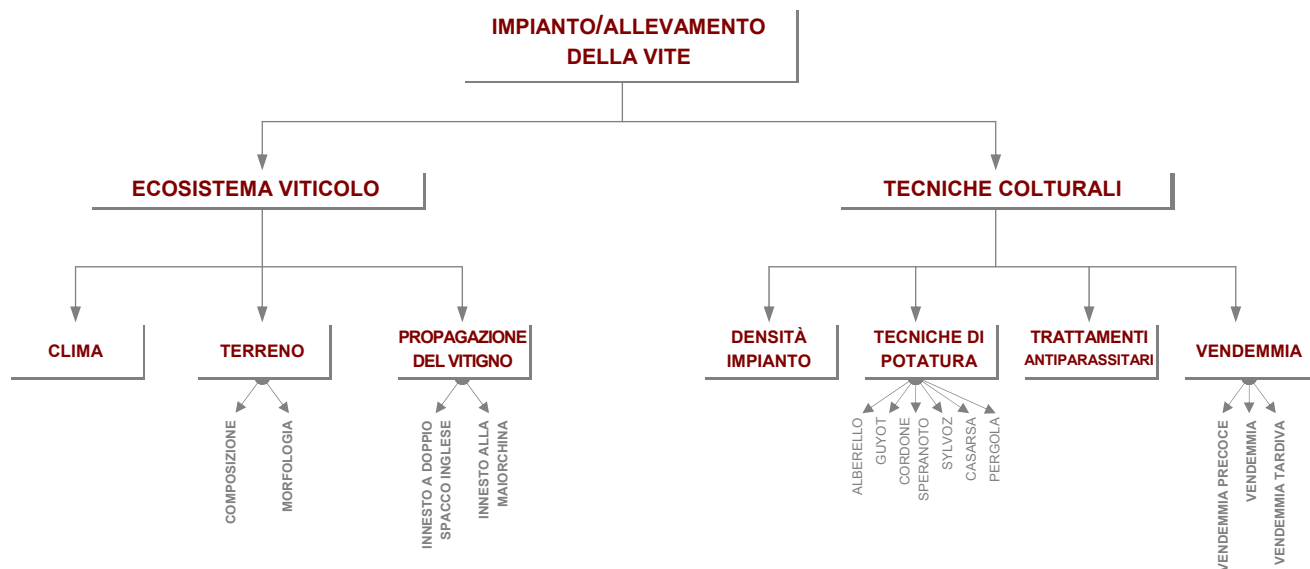 IMPIANTO/ALLEVAMENTO
DELLA VITE
ECOSISTEMA VITICOLO
TECNICHE COLTURALI
CLIMA
TERRENO
PROPAGAZIONE
DEL VITIGNO
DENSITÀ
IMPIANTO
TECNICHE DI
POTATURA
TRATTAMENTI
ANTIPARASSITARI
VENDEMMIA
COMPOSIZIONE
MORFOLOGIA
INNESTO A DOPPIO
SPACCO INGLESE
INNESTO ALLA
MAIORCHINA
ALBERELLO
GUYOT
CORDONE
SPERANOTO
SYLVOZ
CASARSA
PERGOLA
VENDEMMIA PRECOCE
VENDEMMIA
VENDEMMIA TARDIVA